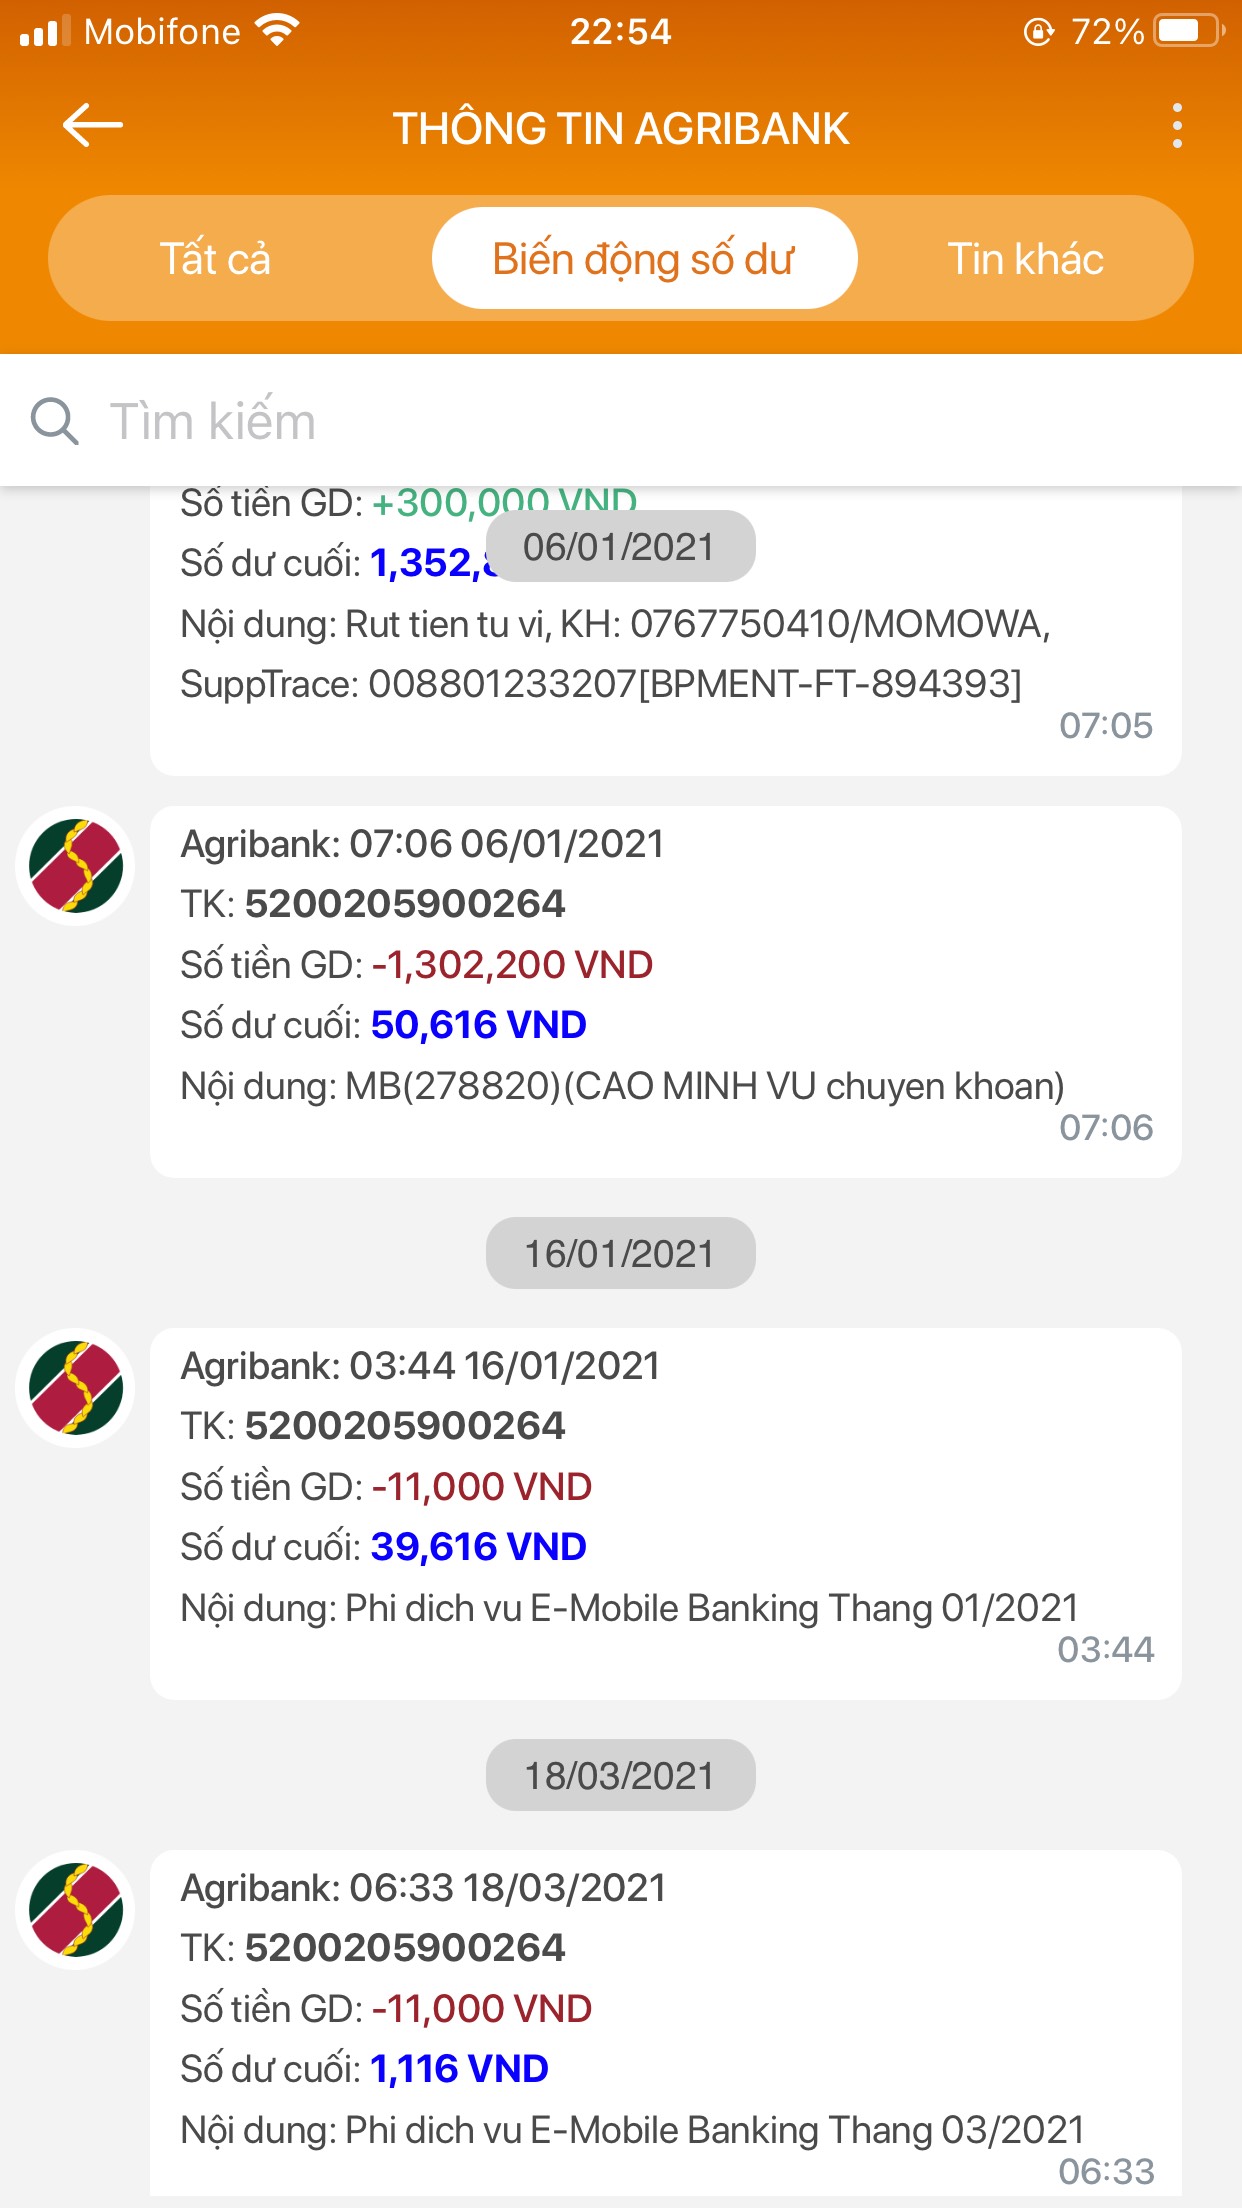 Mobifone
22:54
72%
THÔNG TIN AGRIBANK
Tất cả
Biến động số dư
Tin khác
Tìm kiếm
Số tiền GD: +300,000 VND
06/01/2021
Số dư cuối:
Nội dung: Rut tien tu vi, KH: 0767750410/MOMOWA,
SuppTrace: 008801233207[BPMENT-FT-894393]
07:05
Agribank: 07:06 06/01/2021
TK: 5200205900264
Số tiền GD: -1,302,200 VND
Số dư cuối: 50,616 VND
Nội dung: MB(278820)(CAO MINH VU chuyen khoan)
07:06
16/01/2021
Agribank: 03:44 16/01/2021
TK: 5200205900264
Số tiền GD: -11,000 VND
Số dư cuối: 39,616 VND
Nội dung: Phi dich vu E-Mobile Banking Thang 01/2021
03:44
18/03/2021
Agribank: 06:33 18/03/2021
TK: 5200205900264
Số tiền GD: -11,000 VND
Số dư cuối: 1,116 VND
Nội dung: Phi dich vu E-Mobile Banking Thang 03/2021
06:33